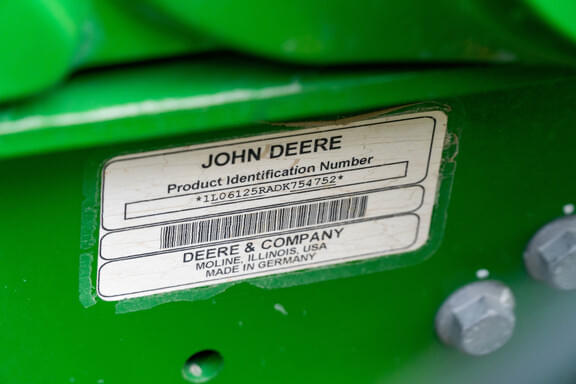 JOHN DEERE
Product Identification Number
*1L06125RADK754752*
DEERE & COMPANY
MOLINE, ILLINOIS, USA
MADE IN GERMANY